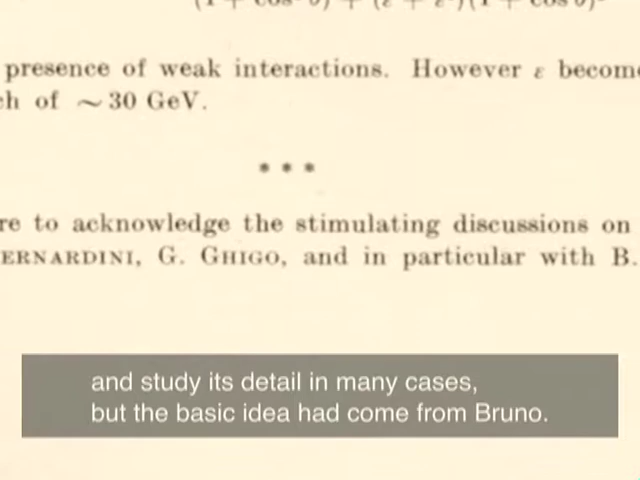 presence of weak interactions. However ε
ch of ~30 GeV.
* * *
re to acknowledge the stimulating discussions on
ERNARDINI, G. GHIGO, and in particular with B.
and study its detail in many cases,
but the basic idea had come from Bruno.